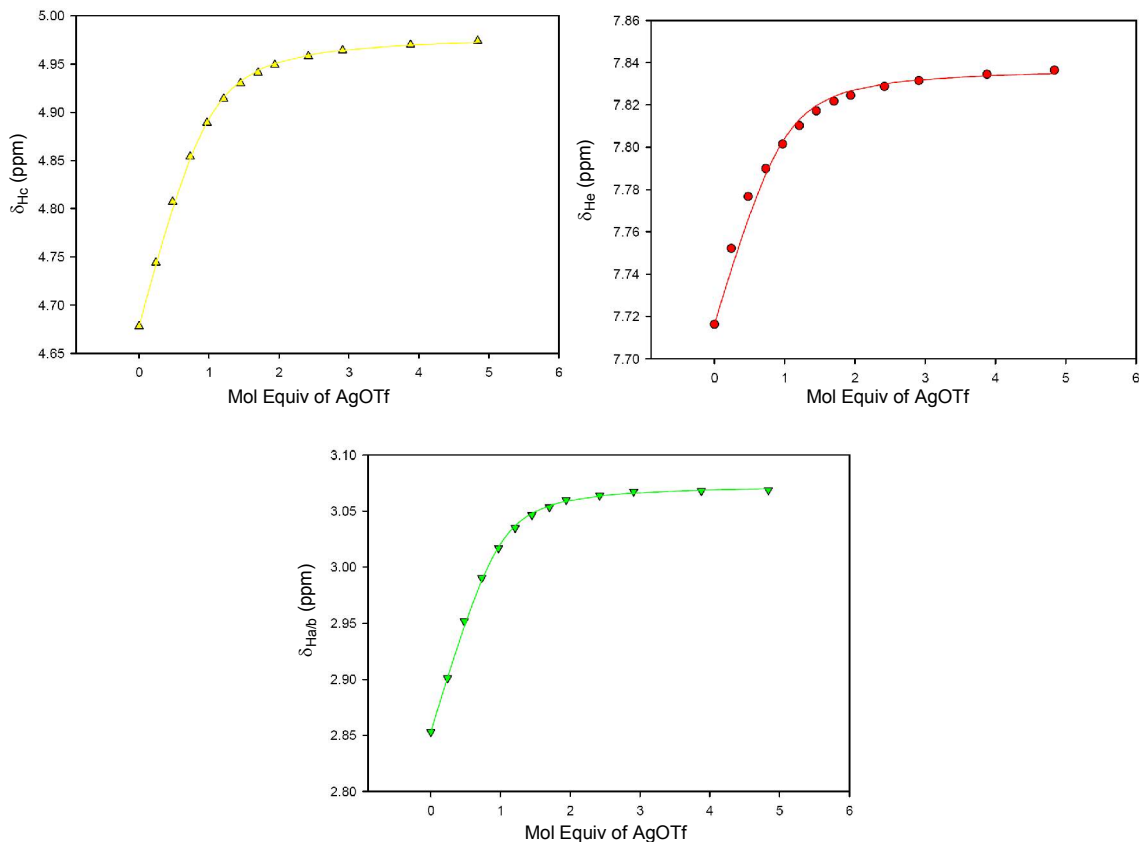 5.00
4.95
4.90
4.85
4.80
4.75
4.70
4.65
δHc (ppm)
0 1 2 3 4 5 6
Mol Equiv of AgOTf
7.86
7.84
7.82
7.80
7.78
7.76
7.74
7.72
7.70
δHe (ppm)
0 1 2 3 4 5 6
Mol Equiv of AgOTf
3.10
3.05
3.00
2.95
2.90
2.85
2.80
δHa/b (ppm)
0 1 2 3 4 5 6
Mol Equiv of AgOTf